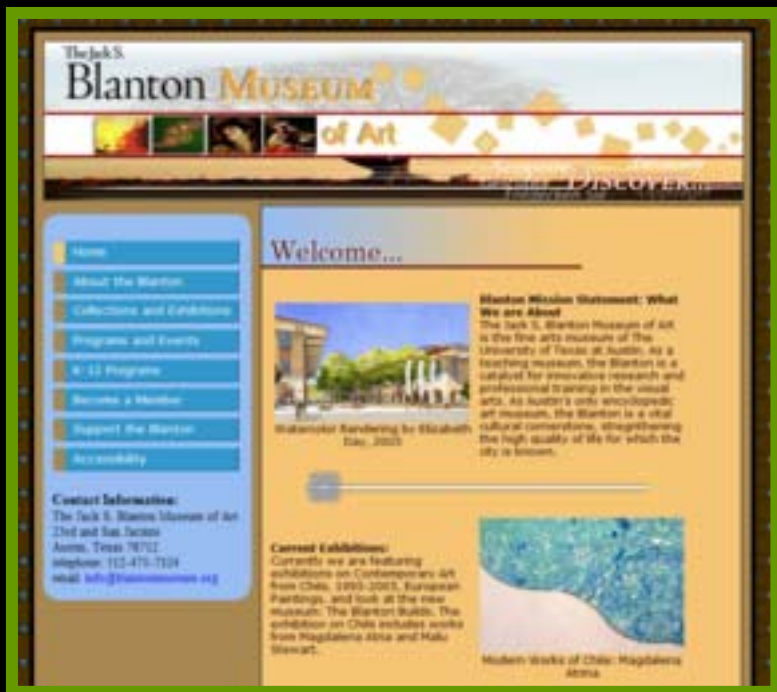 The Jack S.
Blanton MUSEUM
of Art
DISCOVER...
Home
About the Blanton
Collections and Exhibitions
Programs and Events
K-12 Programs
Become a Member
Support the Blanton
Accessibility
Contact Information:
The Jack S. Blanton Museum of Art
23rd and San Jacinto
Austin, Texas 78712
telephone: 512-471-7324
email: info@blantonmuseum.org
Welcome...
Watercolor Rendering by Elizabeth
Day, 2003
Blanton Mission Statement: What
We are About
The Jack S. Blanton Museum of Art
is the fine arts museum of The
University of Texas at Austin. As a
teaching museum, the Blanton is a
catalyst for innovative research and
professional training in the visual
arts. As Austin's only encyclopedic
art museum, the Blanton is a vital
cultural cornerstone, stregnthening
the high quality of life for which the
city is known.
Current Exhibitions:
Currently we are featuring
exhibitions on Contemporary Art
from Chile, 1993-2003, European
Paintings, and look at the new
museum: The Blanton Builds. The
exhibition on Chile includes works
from Magdalena Atria and Malu
Stewart.
Modern Works of Chile: Magdalena
Atrina